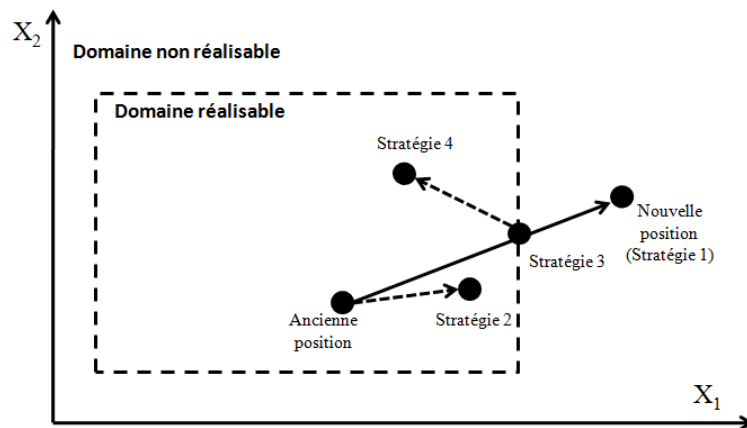 X2
Domaine non réalisable
Domaine réalisable
Stratégie 4
Nouvelle
position
(Stratégie 1)
Stratégie 3
Ancienne
position
Stratégie 2
X1